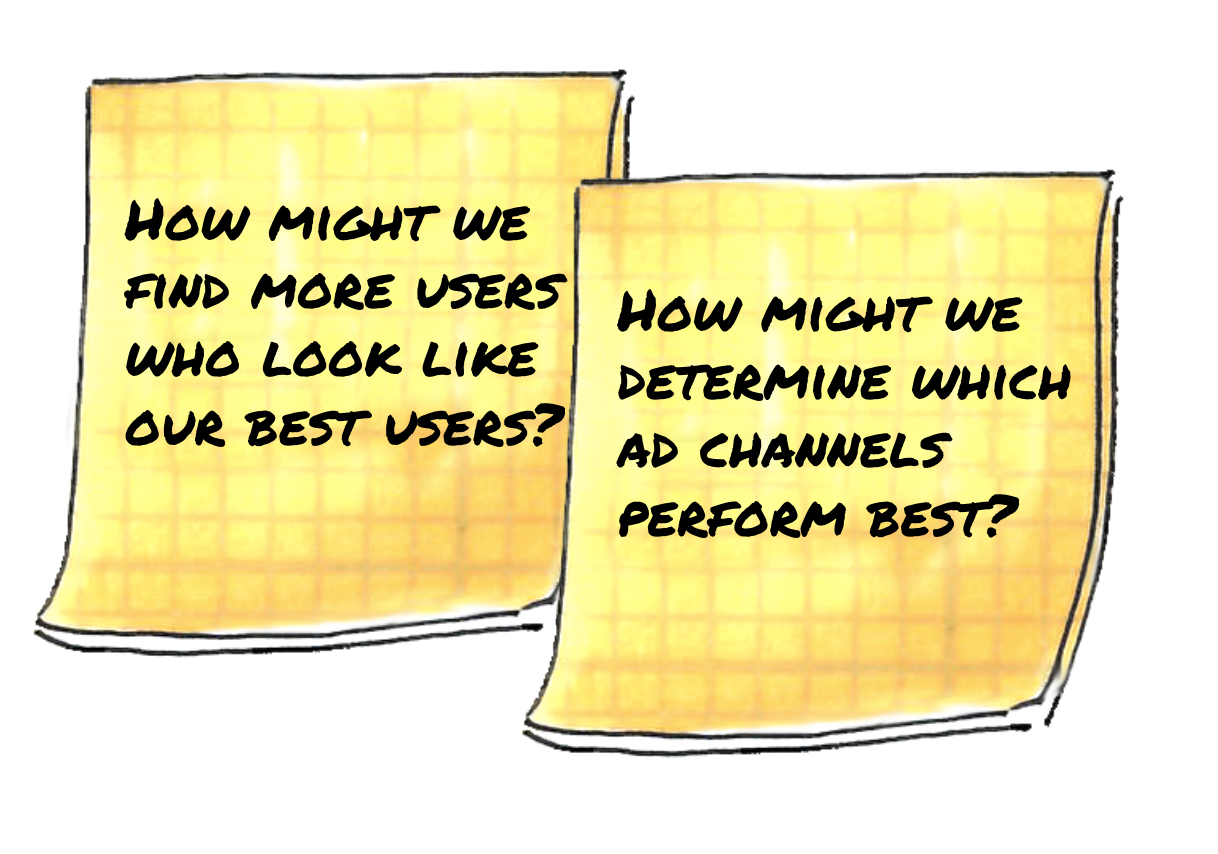 How might we
find more users
who look like
our best users?
How might we
determine which
ad channels
perform best?